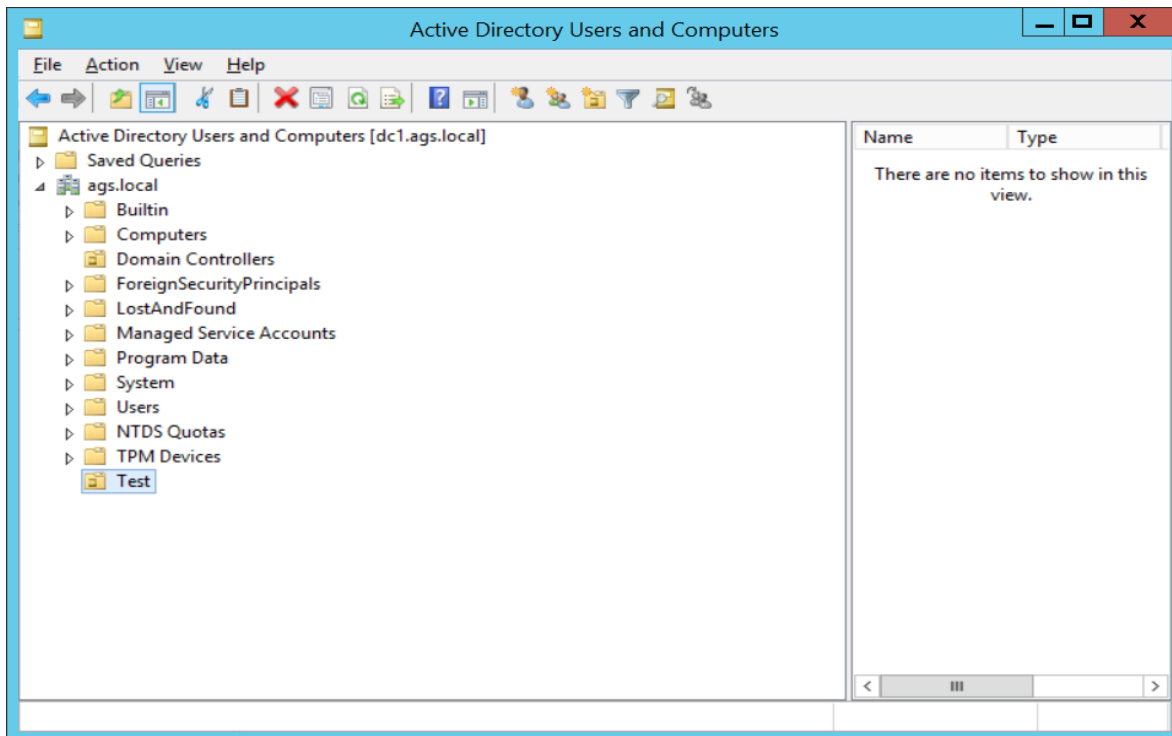 Active Directory Users and Computers
File Action View Help
Active Directory Users and Computers [dc1.ags.local]
Saved Queries
ags.local
Builtin
Computers
Domain Controllers
ForeignSecurityPrincipals
LostAndFound
Managed Service Accounts
Program Data
System
Users
NTDS Quotas
TPM Devices
Test
Name Type
There are no items to show in this
view.